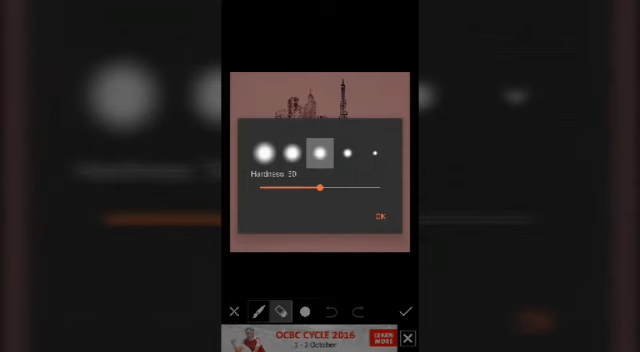 Hardness 50
OK
OCBC CYCLE 2016
1 - 2 October
LEARN
MORE